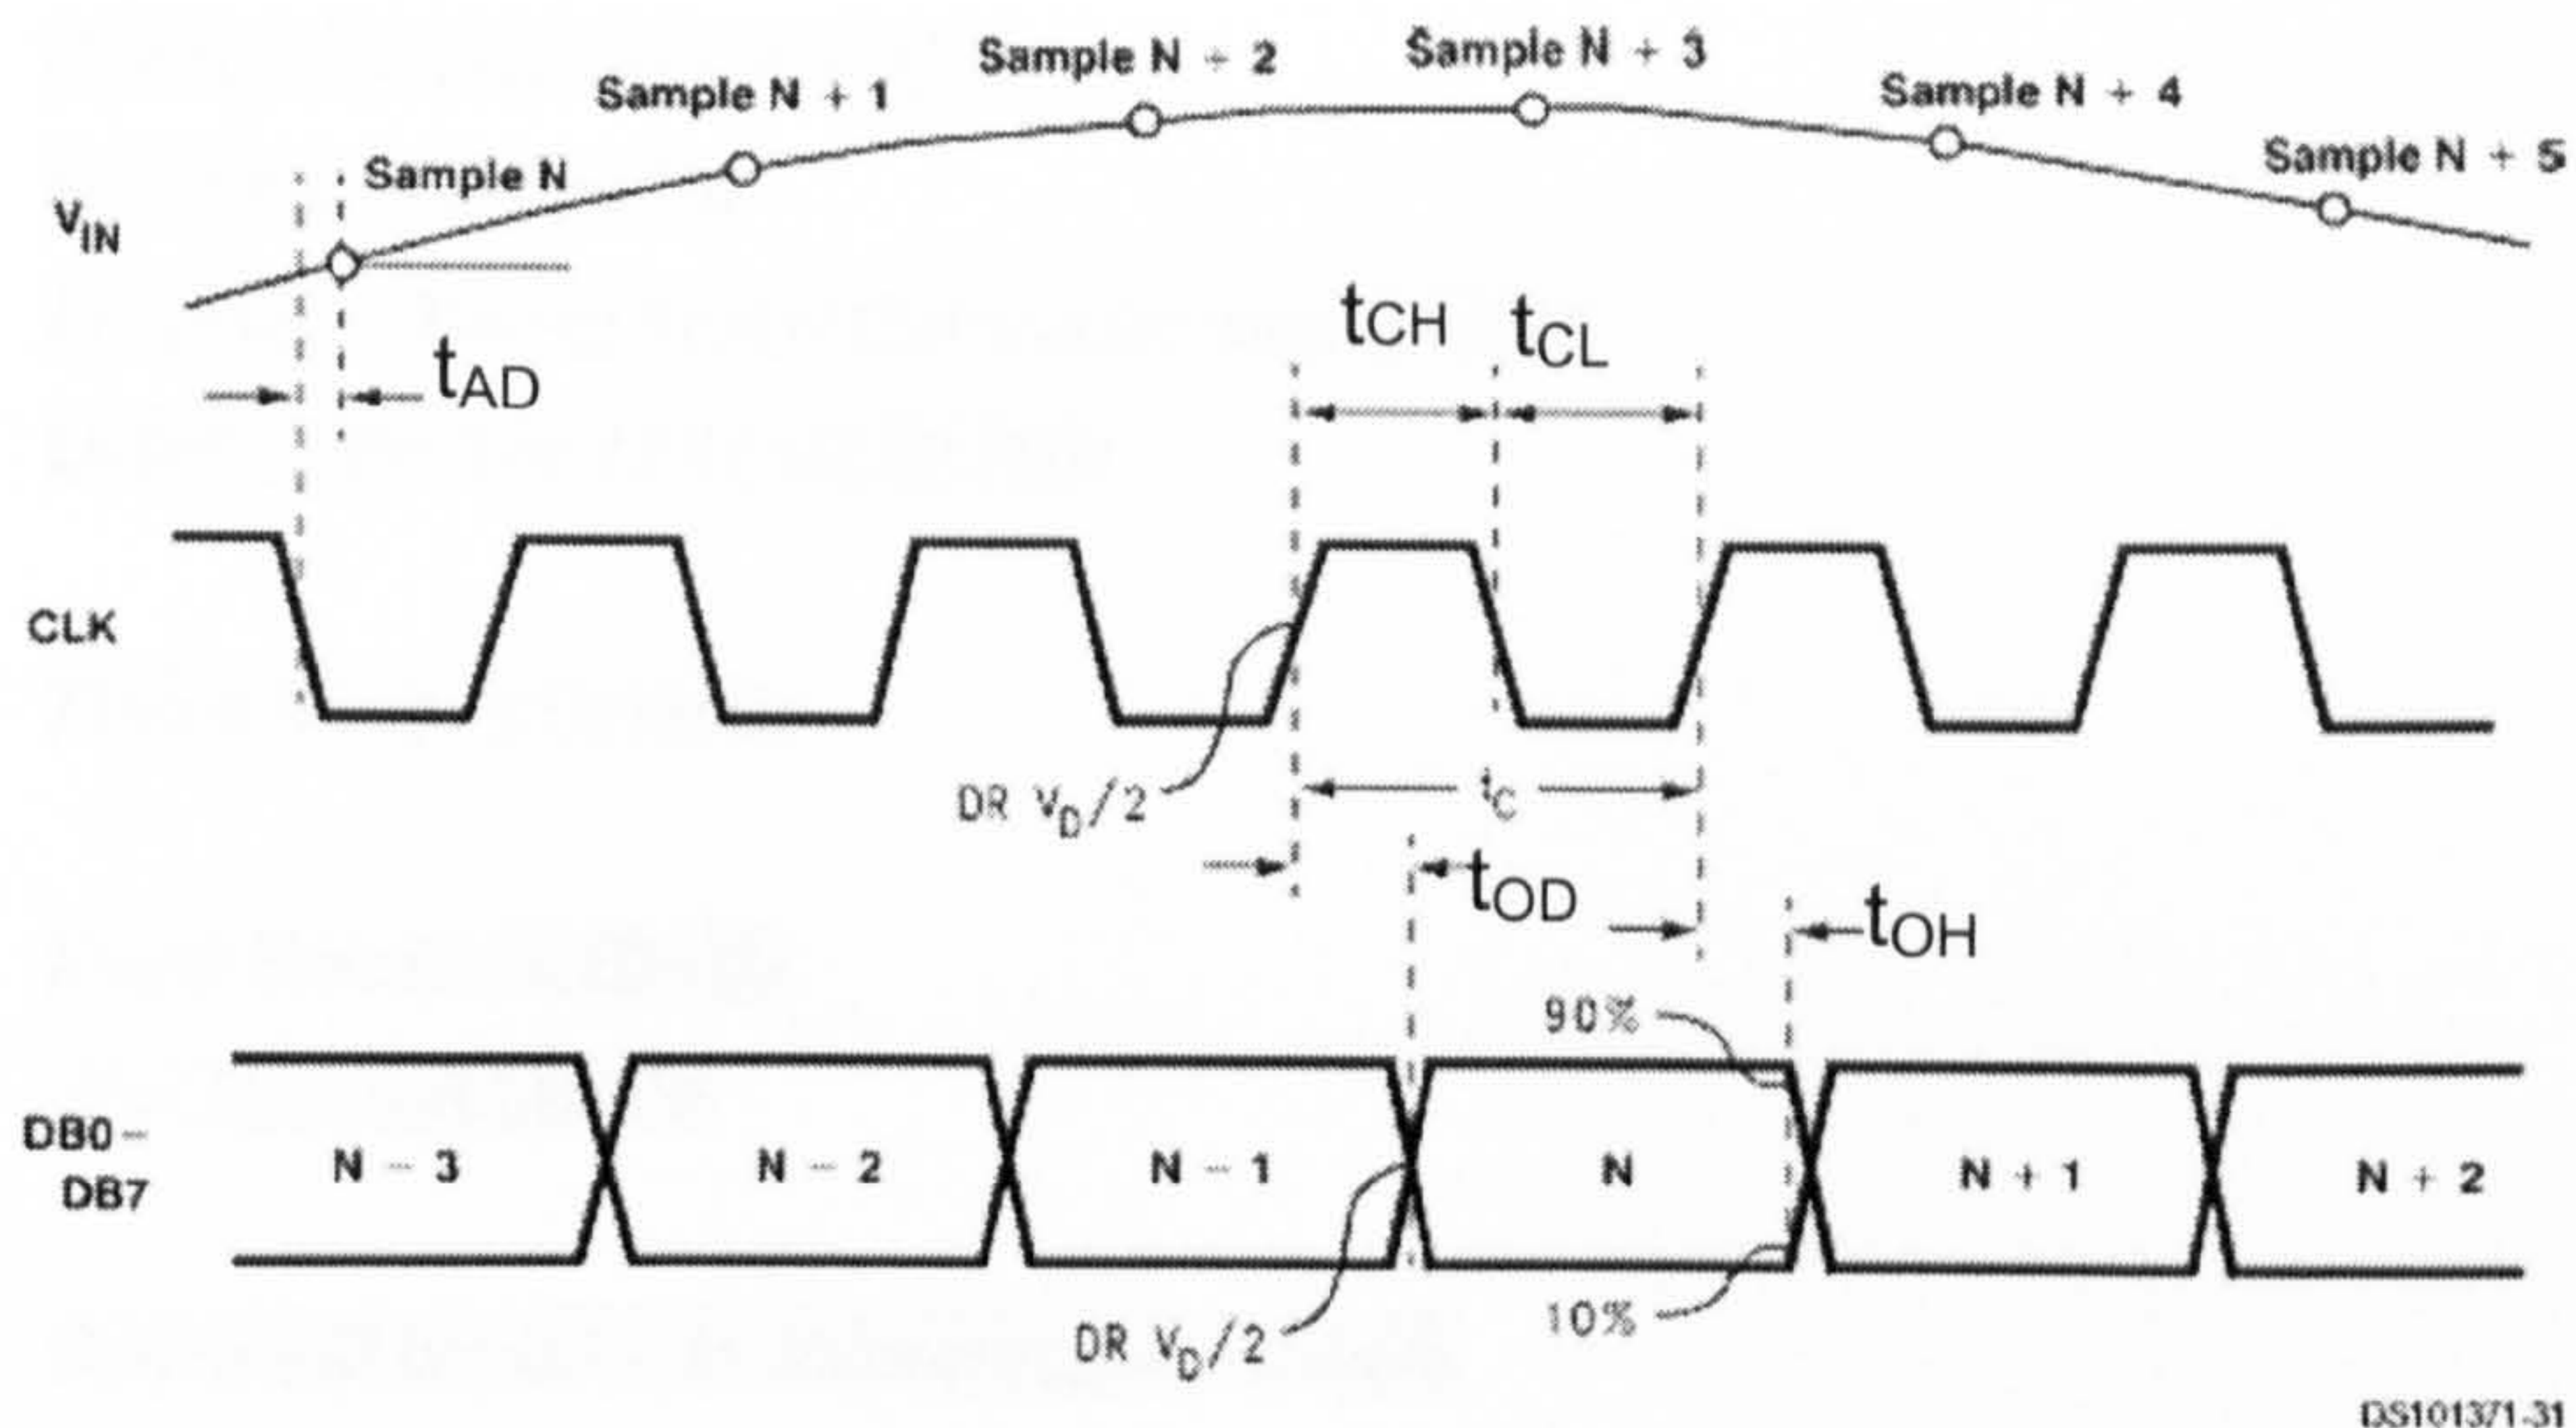 Sample N
Sample N + 1
Sample N + 2
Sample N + 3
Sample N + 4
Sample N + 5
VIN
tAD
tCH
tCL
CLK
DR VD/2
tC
tOD
tOH
90%
DB0–
DB7
N – 3
N – 2
N – 1
N
N + 1
N + 2
10%
DR VD/2
DS101371-31